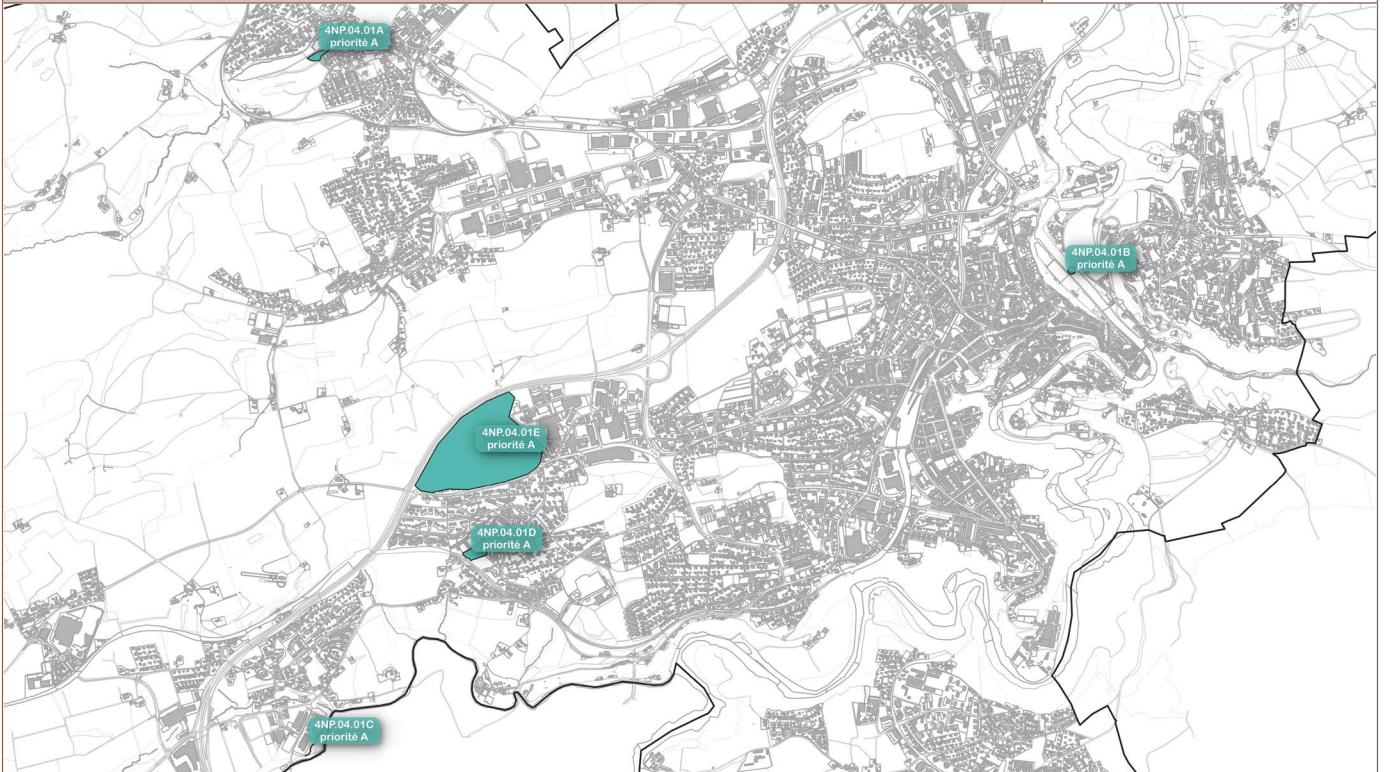 4NP.04.01A
priorité A
4NP.04.01B
priorité A
4NP.04.01E
priorité A
4NP.04.01D
priorité A
4NP.04.01C
priorité A